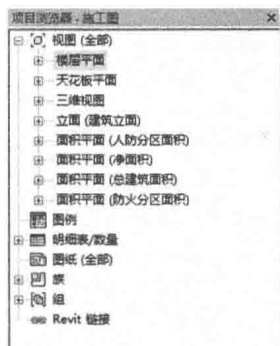 项目浏览器 - 施工图
视图 (全部)
楼层平面
天花板平面
三维视图
立面 (建筑立面)
面积平面 (人防分区面积)
面积平面 (净面积)
面积平面 (总建筑面积)
面积平面 (防火分区面积)
图例
明细表/数量
图纸 (全部)
族
组
Revit 链接